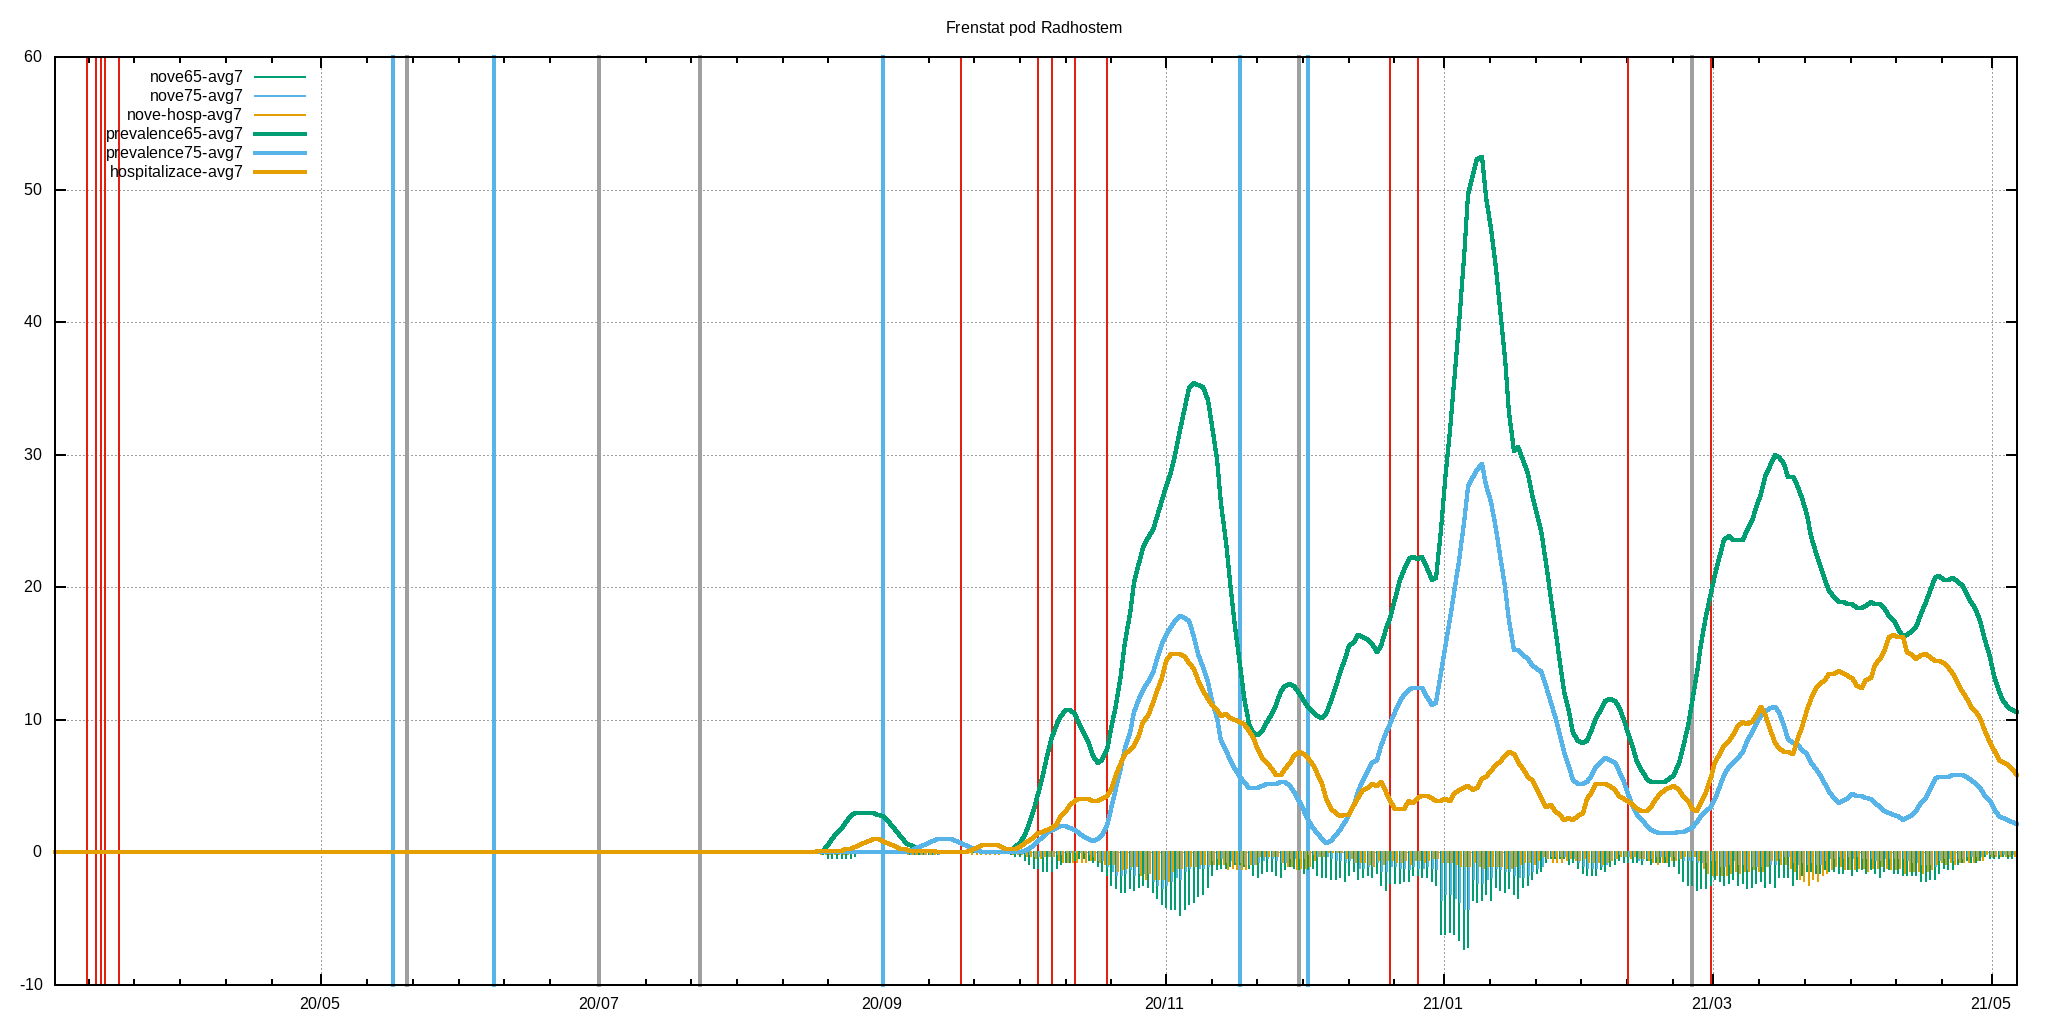 Frenstat pod Radhostem
60
50
40
30
20
10
0
-10
nove65-avg7
nove75-avg7
nove-hosp-avg7
prevalence65-avg7
prevalence75-avg7
hospitalizace-avg7
20/05
20/07
20/09
20/11
21/01
21/03
21/05